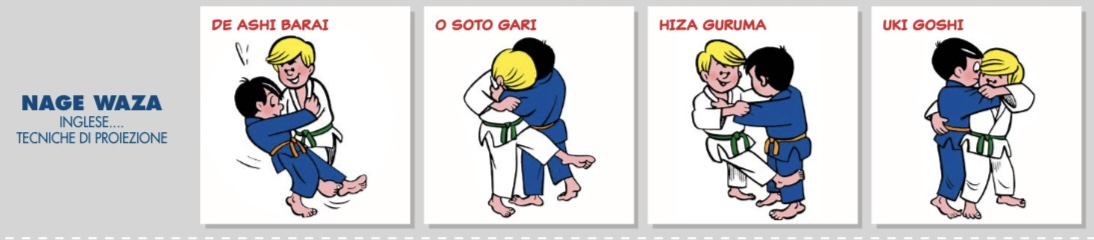 NAGE WAZA
INGLESE....
TECNICHE DI PROIEZIONE
DE ASHI BARAI
O SOTO GARI
HIZA GURUMA
UKI GOSHI